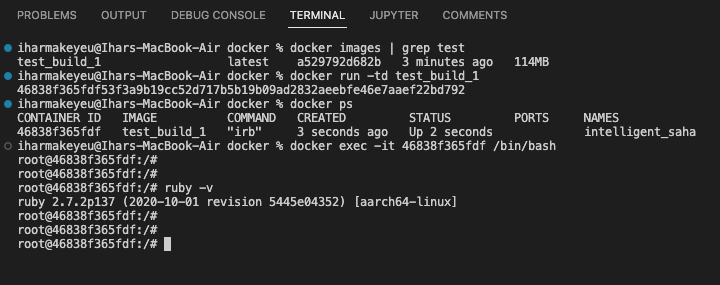 PROBLEMS OUTPUT DEBUG CONSOLE TERMINAL JUPYTER COMMENTS
iharmakeyeu@Ihars-MacBook-Air docker % docker images | grep test
test_build_1 latest a529792d682b 3 minutes ago 114MB
iharmakeyeu@Ihars-MacBook-Air docker % docker run -td test_build_1
46838f365fdf53f3a9b19cc52d717b5b19b09ad2832aeebfe46e7aaef22bd792
iharmakeyeu@Ihars-MacBook-Air docker % docker ps
CONTAINER ID IMAGE COMMAND CREATED STATUS PORTS NAMES
46838f365fdf test_build_1 "irb" 3 seconds ago Up 2 seconds intelligent_saha
iharmakeyeu@Ihars-MacBook-Air docker % docker exec -it 46838f365fdf /bin/bash
root@46838f365fdf:/#
root@46838f365fdf:/#
root@46838f365fdf:/# ruby -v
ruby 2.7.2p137 (2020-10-01 revision 5445e04352) [aarch64-linux]
root@46838f365fdf:/#
root@46838f365fdf:/#
root@46838f365fdf:/#